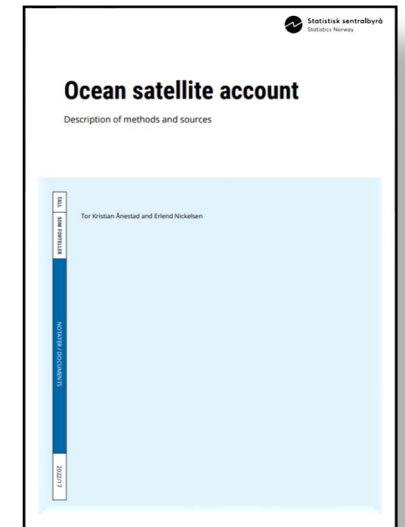 Statistisk sentralbyrå
Statistics Norway
Ocean satellite account
Description of methods and sources
TALL
SOM FORTELLER
Tor Kristian Ånestad and Erlend Nickelsen
NOTATER / DOCUMENTS
2022/17